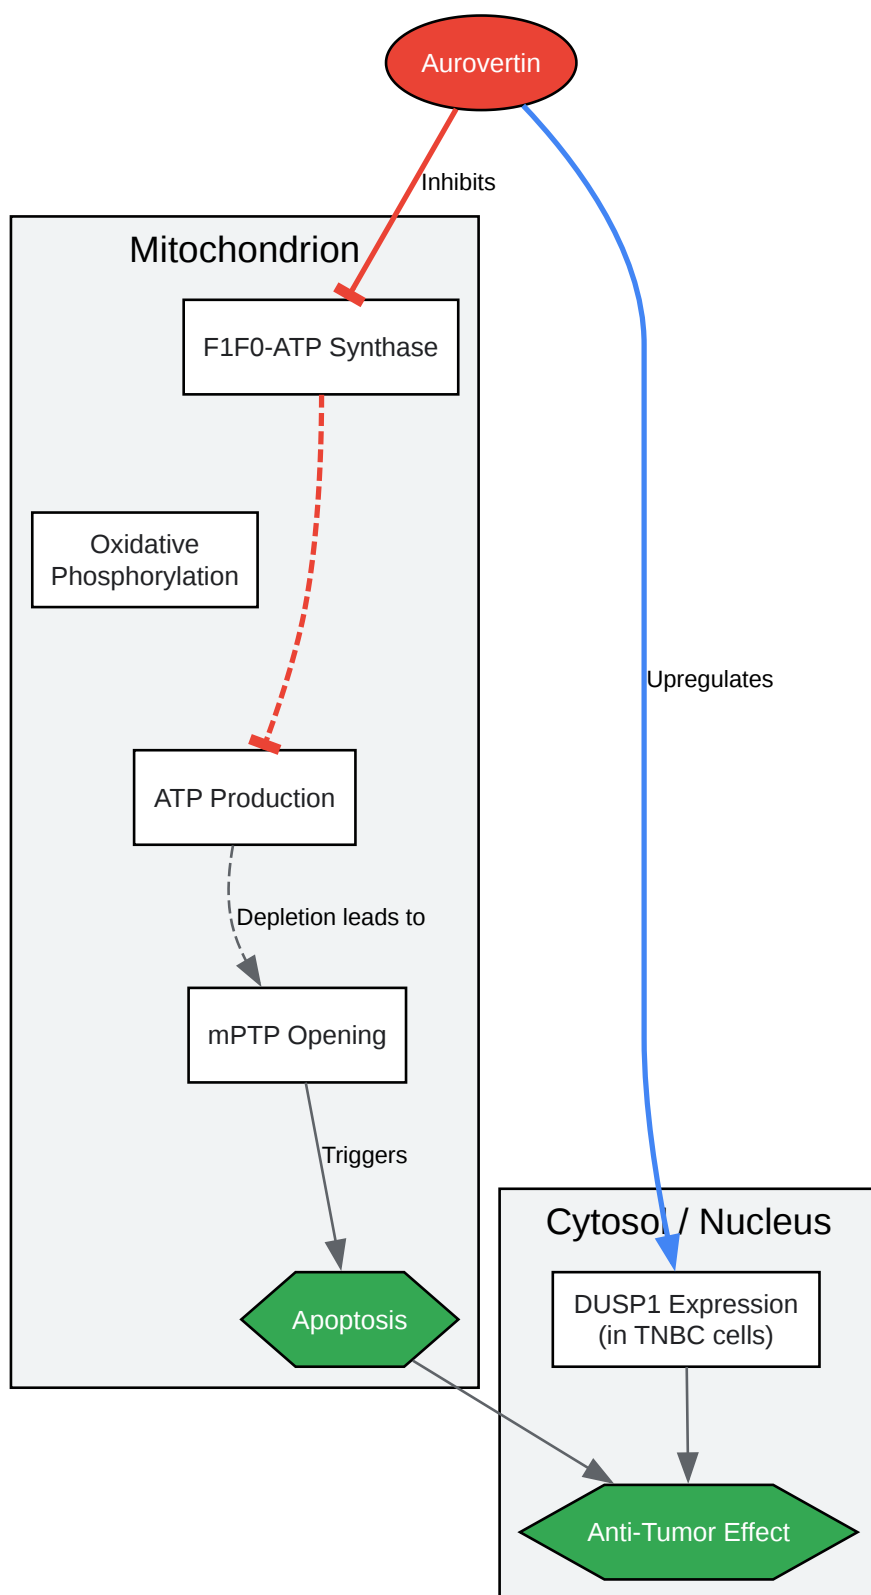 Aurovertin
Inhibits
Mitochondrion
F1F0-ATP Synthase
Oxidative
Phosphorylation
Upregulates
ATP Production
Depletion leads to
mPTP Opening
Triggers
Cytosol / Nucleus
DUSP1 Expression
(in TNBC cells)
Apoptosis
Anti-Tumor Effect